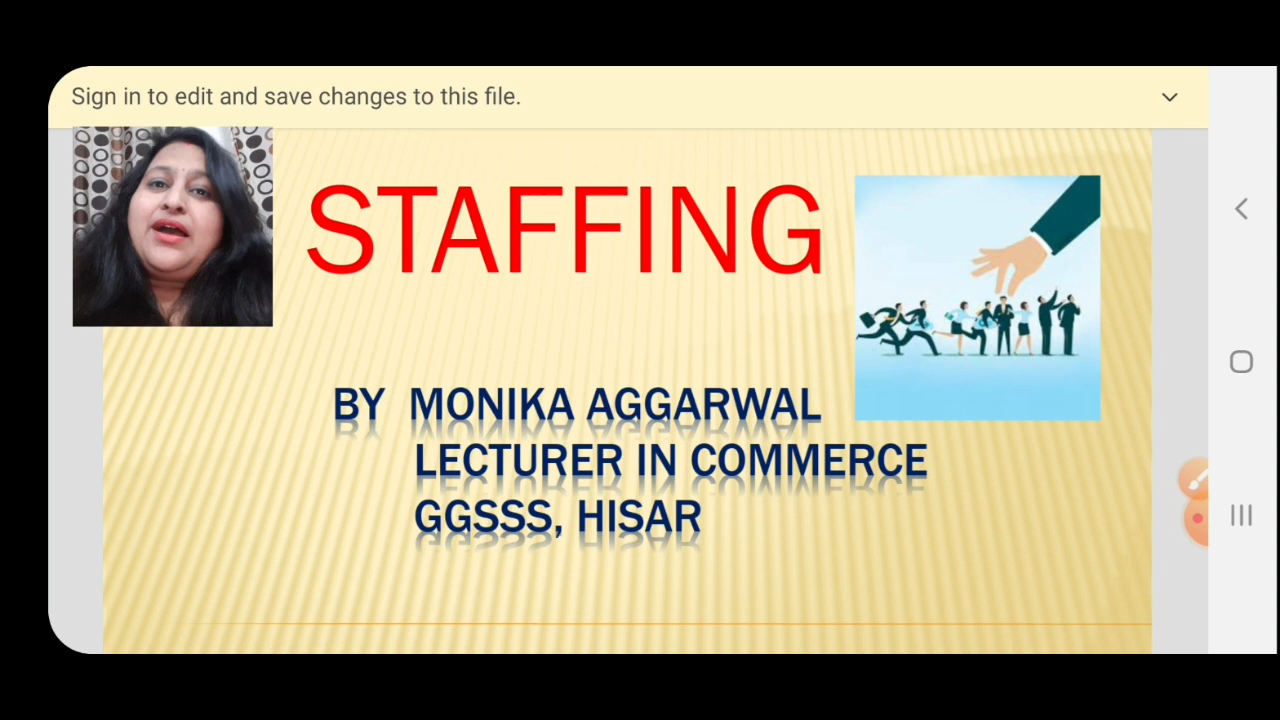 Sign in to edit and save changes to this file.
STAFFING
BY MONIKA AGGARWAL
LECTURER IN COMMERCE
GGSSS, HISAR